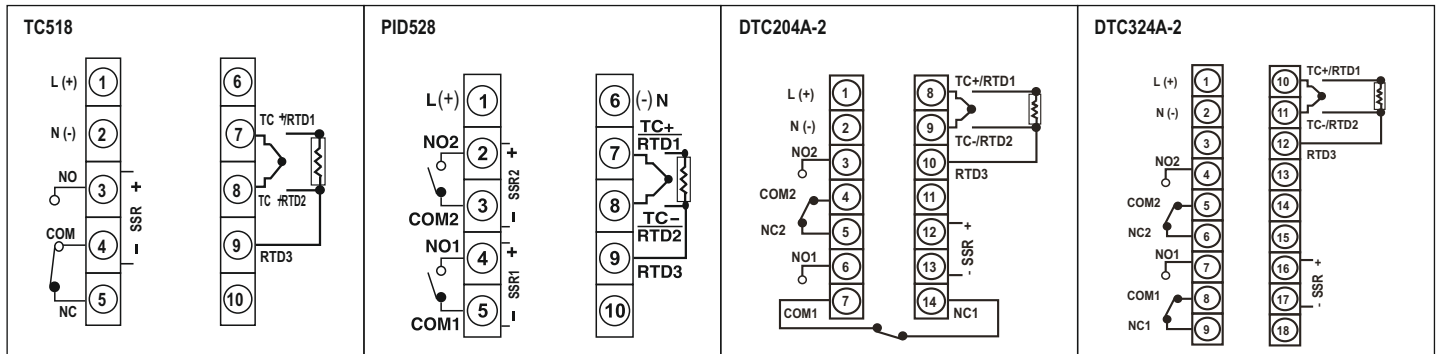 TC518
L (+) 1
N (-) 2
NO 3 +
SSR
COM 4 -
5
NC
6
7 TC +/RTD1
8
TC +/RTD2
9 RTD3
10
PID528
L(+) 1
NO2 2 +
SSR2
3 -
COM2
NO1 4 +
SSR1
5 -
COM1
6 (-) N
TC+
RTD1
7
8
TC-
RTD2
9 RTD3
10
DTC204A-2
L (+) 1
N (-) 2
NO2 3
COM2 4
NC2 5
NO1 6
7
COM1
TC+/RTD1
8
9
TC-/RTD2
10
RTD3
11
12 +
SSR
13 -
14 NC1
DTC324A-2
L (+) 1
N (-) 2
3
NO2 4
COM2 5
NC2 6
NO1 7
COM1 8
NC1 9
10 TC+/RTD1
11
TC-/RTD2
12
RTD3
13
14
15
16 +
SSR
17 -
18